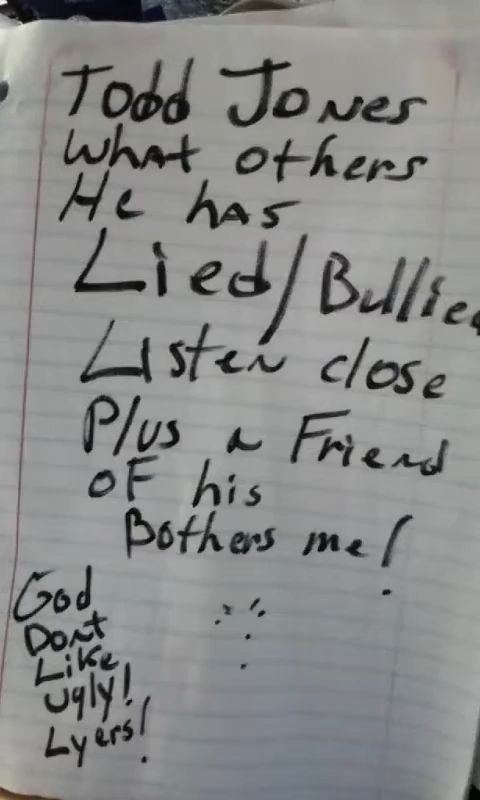 Todd Jones
What others
He has
Lied/Bullied
Listen close
Plus a Friend
OF his
Bothers me!
God
Dont
Like
Ugly!
Lyers!